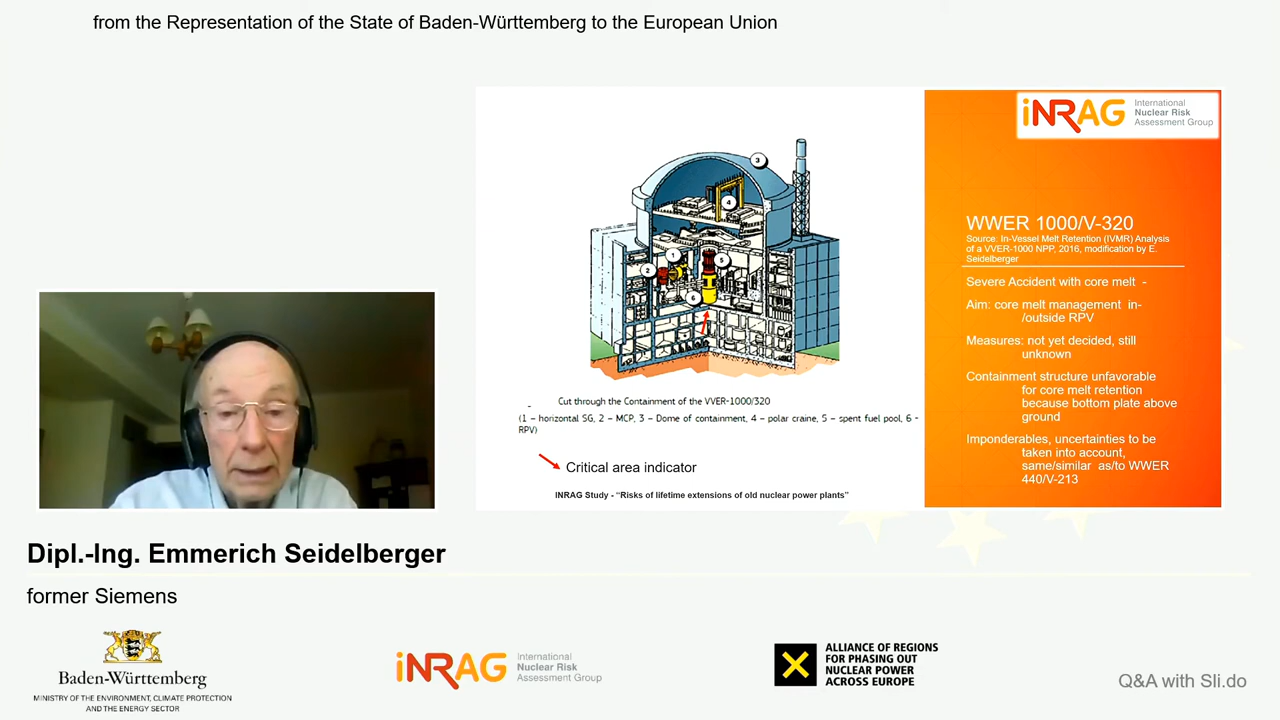 from the Representation of the State of Baden-Württemberg to the European Union
iNRAG
International
Nuclear Risk
Assessment Group
3
4
1
5
2
6
WWER 1000/V-320
Source: In-Vessel Melt Retention (IVMR) Analysis
of a VVER-1000 NPP, 2016, modification by E.
Seidelberger
Severe Accident with core melt -
Aim: core melt management in-
/outside RPV
Measures: not yet decided, still
unknown
Containment structure unfavorable
for core melt retention
because bottom plate above
ground
Imponderables, uncertainties to be
taken into account,
same/similar as/to WWER
440/V-213
Cut through the Containment of the VVER-1000/320
(1 – horizontal SG, 2 – MCP, 3 – Dome of containment, 4 – polar craine, 5 – spent fuel pool, 6 -
RPV)
Critical area indicator
INRAG Study - “Risks of lifetime extensions of old nuclear power plants”
Dipl.-Ing. Emmerich Seidelberger
former Siemens
Baden-Württemberg
MINISTRY OF THE ENVIRONMENT, CLIMATE PROTECTION
AND THE ENERGY SECTOR
iNRAG
International
Nuclear Risk
Assessment Group
ALLIANCE OF REGIONS
FOR PHASING OUT
NUCLEAR POWER
ACROSS EUROPE
Q&A with Sli.do